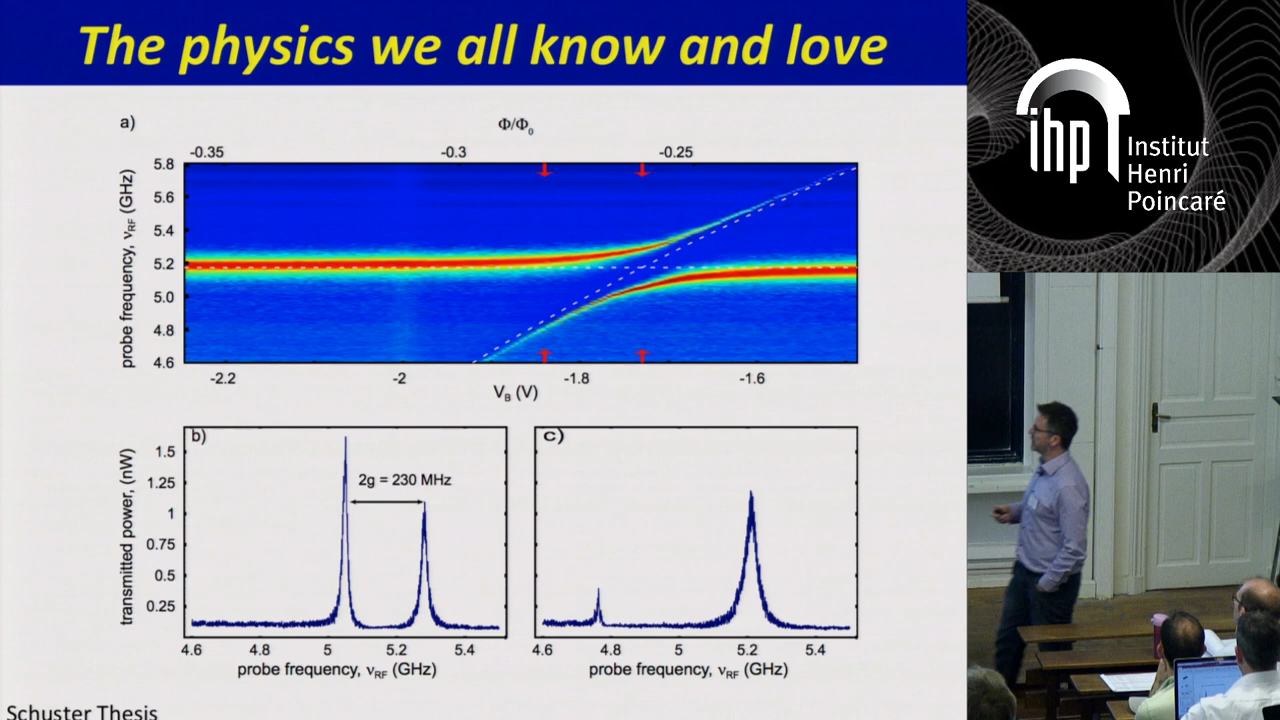 The physics we all know and love
a)
Φ/Φ₀
-0.35 -0.3 -0.25
5.8
5.6
5.4
5.2
5.0
4.8
4.6
probe frequency, νRF (GHz)
-2.2 -2 -1.8 -1.6
VB (V)
b)
2g = 230 MHz
1.5
1.25
1
0.75
0.5
0.25
transmitted power, (nW)
4.6 4.8 5 5.2 5.4
probe frequency, νRF (GHz)
c)
4.6 4.8 5 5.2 5.4
probe frequency, νRF (GHz)
Schuster Thesis
ihp
Institut
Henri
Poincaré